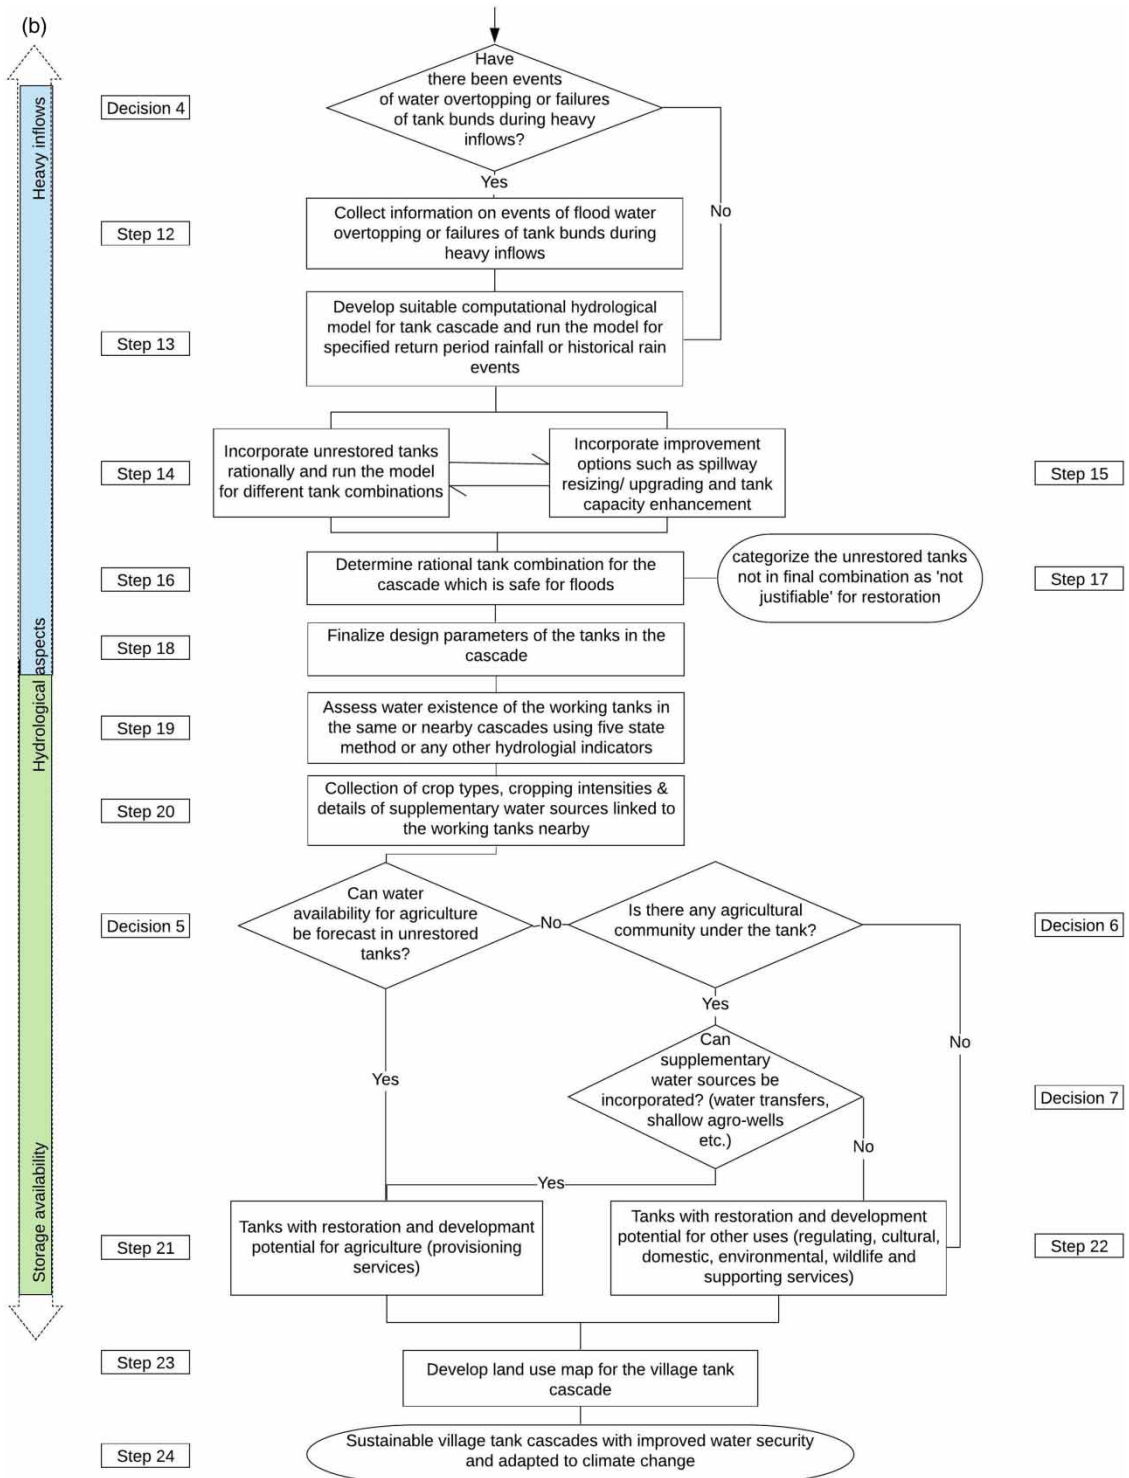 (b)
Heavy inflows
Hydrological aspects
Storage availability
Decision 4
Have
there been events
of water overtopping or failures
of tank bunds during heavy
inflows?
Yes
No
Step 12
Collect information on events of flood water
overtopping or failures of tank bunds during
heavy inflows
Step 13
Develop suitable computational hydrological
model for tank cascade and run the model for
specified return period rainfall or historical rain
events
Step 14
Incorporate unrestored tanks
rationally and run the model
for different tank combinations
Incorporate improvement
options such as spillway
resizing/ upgrading and tank
capacity enhancement
Step 15
Step 16
Determine rational tank combination for the
cascade which is safe for floods
categorize the unrestored tanks
not in final combination as 'not
justifiable' for restoration
Step 17
Step 18
Finalize design parameters of the tanks in the
cascade
Step 19
Assess water existence of the working tanks in
the same or nearby cascades using five state
method or any other hydrologial indicators
Step 20
Collection of crop types, cropping intensities &
details of supplementary water sources linked to
the working tanks nearby
Decision 5
Can water
availability for agriculture
be forecast in unrestored
tanks?
No
Is there any agricultural
community under the tank?
Decision 6
Yes
No
Yes
Can
supplementary
water sources be
incorporated? (water transfers,
shallow agro-wells
etc.)
Decision 7
No
Yes
Step 21
Tanks with restoration and developmant
potential for agriculture (provisioning
services)
Tanks with restoration and development
potential for other uses (regulating, cultural,
domestic, environmental, wildlife and
supporting services)
Step 22
Step 23
Develop land use map for the village tank
cascade
Step 24
Sustainable village tank cascades with improved water security
and adapted to climate change